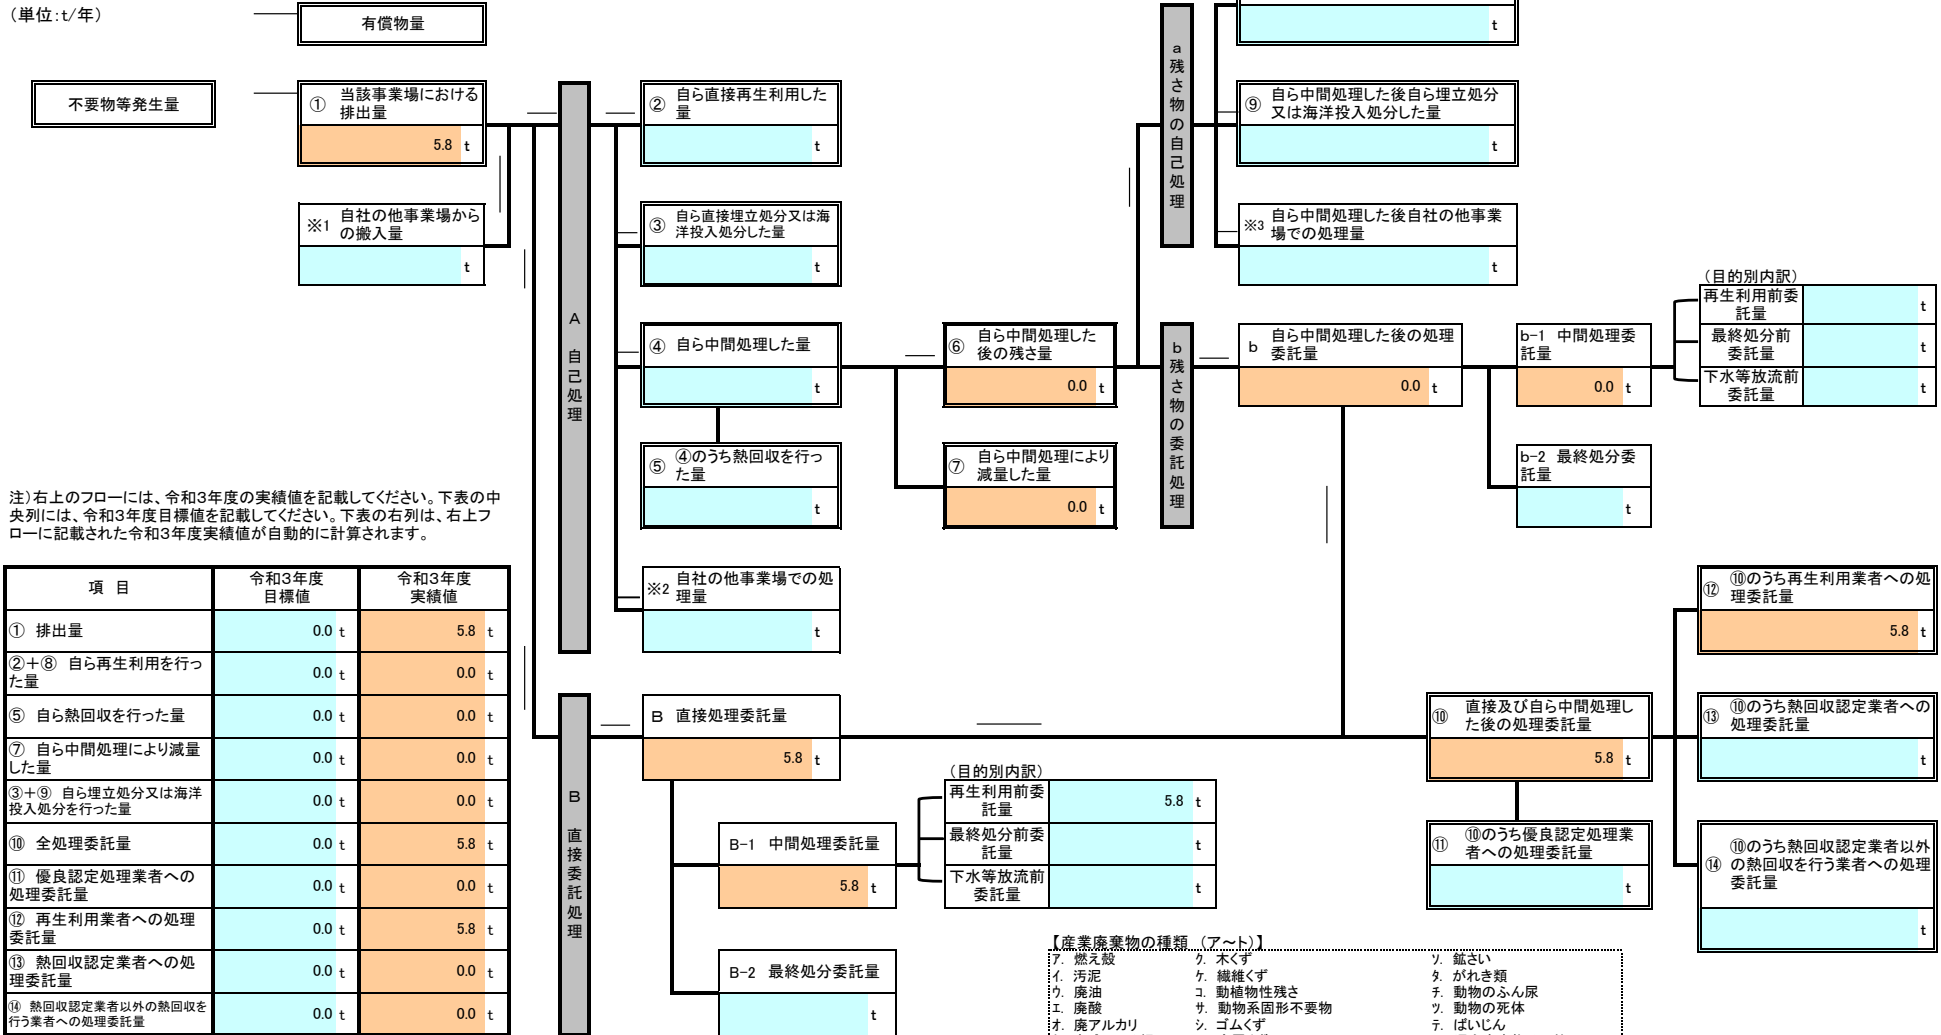 (単位:t/年)
有償物量
t
不要物等発生量
① 当該事業場における
排出量
5.8 t
※1 自社の他事業場から
の搬入量
t
A 自己処理
② 自ら直接再生利用した
量
t
③ 自ら直接埋立処分又は海
洋投入処分した量
t
④ 自ら中間処理した量
t
⑤ ④のうち熱回収を行っ
た量
t
※2 自社の他事業場での処
理量
t
⑥ 自ら中間処理した
後の残さ量
0.0 t
⑦ 自ら中間処理により
減量した量
0.0 t
a 残さ物の自己処理
⑨ 自ら中間処理した後自ら埋立処分
又は海洋投入処分した量
t
※3 自ら中間処理した後自社の他事業
場での処理量
t
b 残さ物の委託処理
b 自ら中間処理した後の処理
委託量
0.0 t
b-1 中間処理委
託量
0.0 t
b-2 最終処分委
託量
t
(目的別内訳)
再生利用前委
託量
t
最終処分前
委託量
t
下水等放流前
委託量
t
注)右上のフローには、令和3年度の実績値を記載してください。下表の中
央列には、令和3年度目標値を記載してください。下表の右列は、右上フ
ローに記載された令和3年度実績値が自動的に計算されます。
項 目 令和3年度 令和3年度
目標値 実績値
① 排出量 0.0 t 5.8 t
②+⑧ 自ら再生利用を行っ
た量 0.0 t 0.0 t
⑤ 自ら熱回収を行った量 0.0 t 0.0 t
⑦ 自ら中間処理により減量
した量 0.0 t 0.0 t
③+⑨ 自ら埋立処分又は海洋
投入処分を行った量 0.0 t 0.0 t
⑩ 全処理委託量 0.0 t 5.8 t
⑪ 優良認定処理業者への
処理委託量 0.0 t 0.0 t
⑫ 再生利用業者への処理
委託量 0.0 t 5.8 t
⑬ 熱回収認定業者への処
理委託量 0.0 t 0.0 t
⑭ 熱回収認定業者以外の熱回収を
行う業者への処理委託量 0.0 t 0.0 t
B 直接委託処理
B 直接処理委託量
5.8 t
B-1 中間処理委託量
5.8 t
B-2 最終処分委託量
t
(目的別内訳)
再生利用前委
託量
5.8 t
最終処分前委
託量
t
下水等放流前
委託量
t
⑩ 直接及び自ら中間処理し
た後の処理委託量
5.8 t
⑪ ⑩のうち優良認定処理業
者への処理委託量
t
⑫ ⑩のうち再生利用業者への処
理委託量
5.8 t
⑬ ⑩のうち熱回収認定業者への
処理委託量
t
⑭ ⑩のうち熱回収認定業者以外
の熱回収を行う業者への処理
委託量
t
【産業廃棄物の種類 (ア~ト)】
ア. 燃え殻 ク. 木くず ソ. 鉱さい
イ. 汚泥 ケ. 繊維くず タ. がれき類
ウ. 廃油 コ. 動植物性残さ チ. 動物のふん尿
エ. 廃酸 サ. 動物系固形不要物 ツ. 動物の死体
オ. 廃アルカリ シ. ゴムくず テ. ばいじん